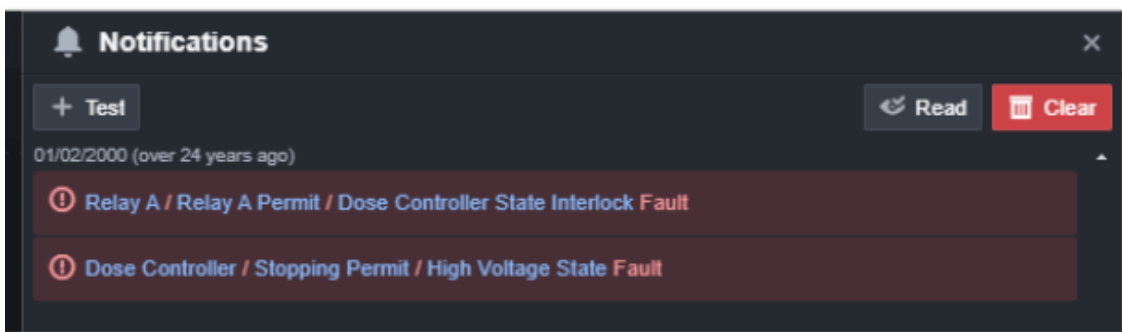 Notifications
Test
Read
Clear
01/02/2000 (over 24 years ago)
Relay A / Relay A Permit / Dose Controller State Interlock Fault
Dose Controller / Stopping Permit / High Voltage State Fault